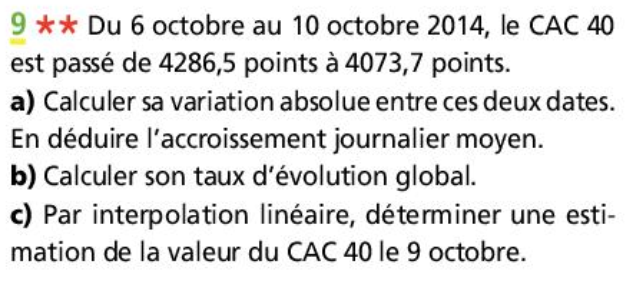 9 ** Du 6 octobre au 10 octobre 2014, le CAC 40
est passé de 4286,5 points à 4073,7 points.
a) Calculer sa variation absolue entre ces deux dates.
En déduire l'accroissement journalier moyen.
b) Calculer son taux d'évolution global.
c) Par interpolation linéaire, déterminer une esti-
mation de la valeur du CAC 40 le 9 octobre.